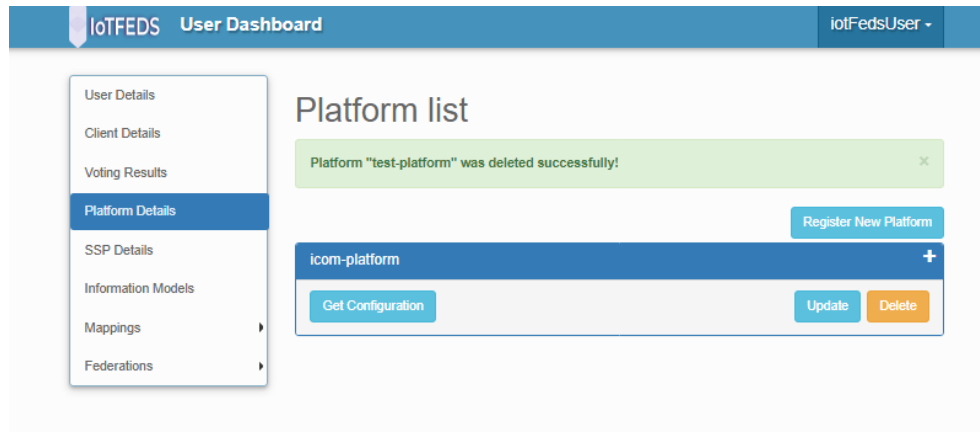 IoTFEDS User Dashboard iotFedsUser
User Details
Client Details
Voting Results
Platform Details
SSP Details
Information Models
Mappings
Federations
Platform list
Platform "test-platform" was deleted successfully! ×
Register New Platform
icom-platform +
Get Configuration Update Delete